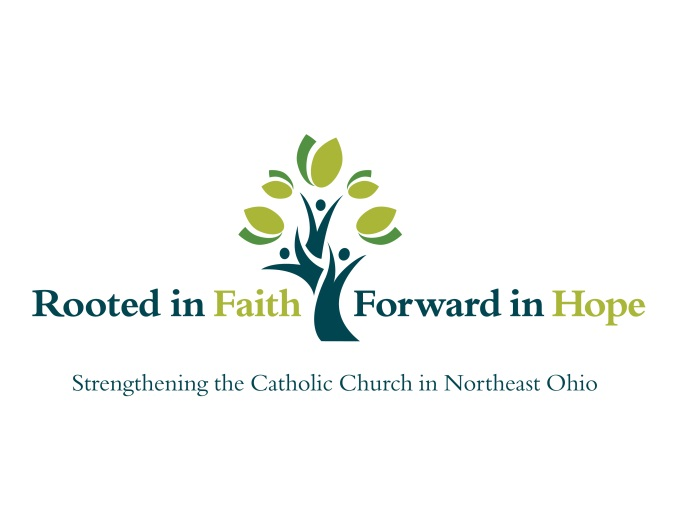 Rooted in Faith Forward in Hope
Strengthening the Catholic Church in Northeast Ohio